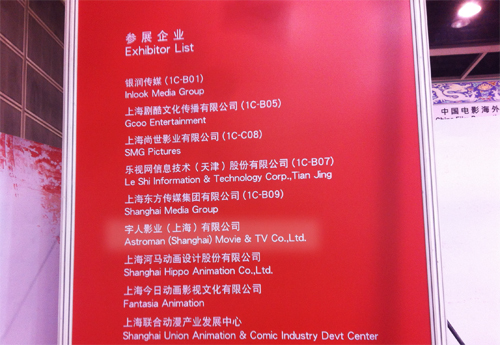 参展企业
Exhibitor List
银润传媒(1C-B01)
Inlook Media Group
上海剧酷文化传播有限公司(1C-B05)
Gcoo Entertainment
上海尚世影业有限公司(1C-C08)
SMG Pictures
乐视网信息技术(天津)股份有限公司(1C-B07)
Le Shi Information & Technology Corp.,Tian Jing
上海东方传媒集团有限公司(1C-B09)
Shanghai Media Group
宇人影业(上海)有限公司
Astroman (Shanghai) Movie & TV Co.,Ltd.
上海河马动画设计股份有限公司
Shanghai Hippo Animation Co.,Ltd.
上海今日动画影视文化有限公司
Fantasia Animation
上海联合动漫产业发展中心
Shanghai Union Animation & Comic Industry Devt Center
中国电影海外